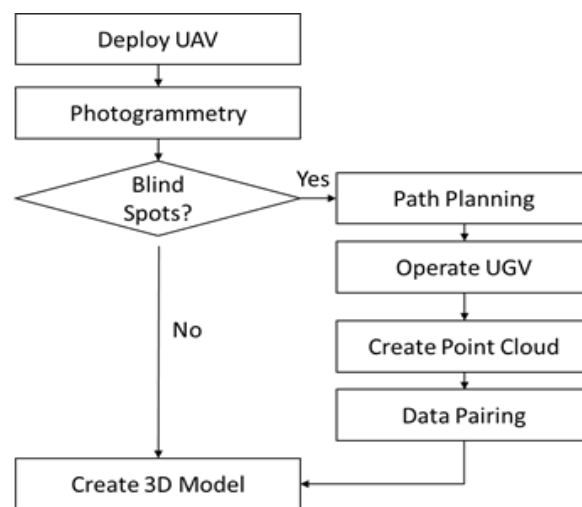 Deploy UAV
Photogrammetry
Blind
Spots?
Yes
Path Planning
Operate UGV
No
Create Point Cloud
Data Pairing
Create 3D Model